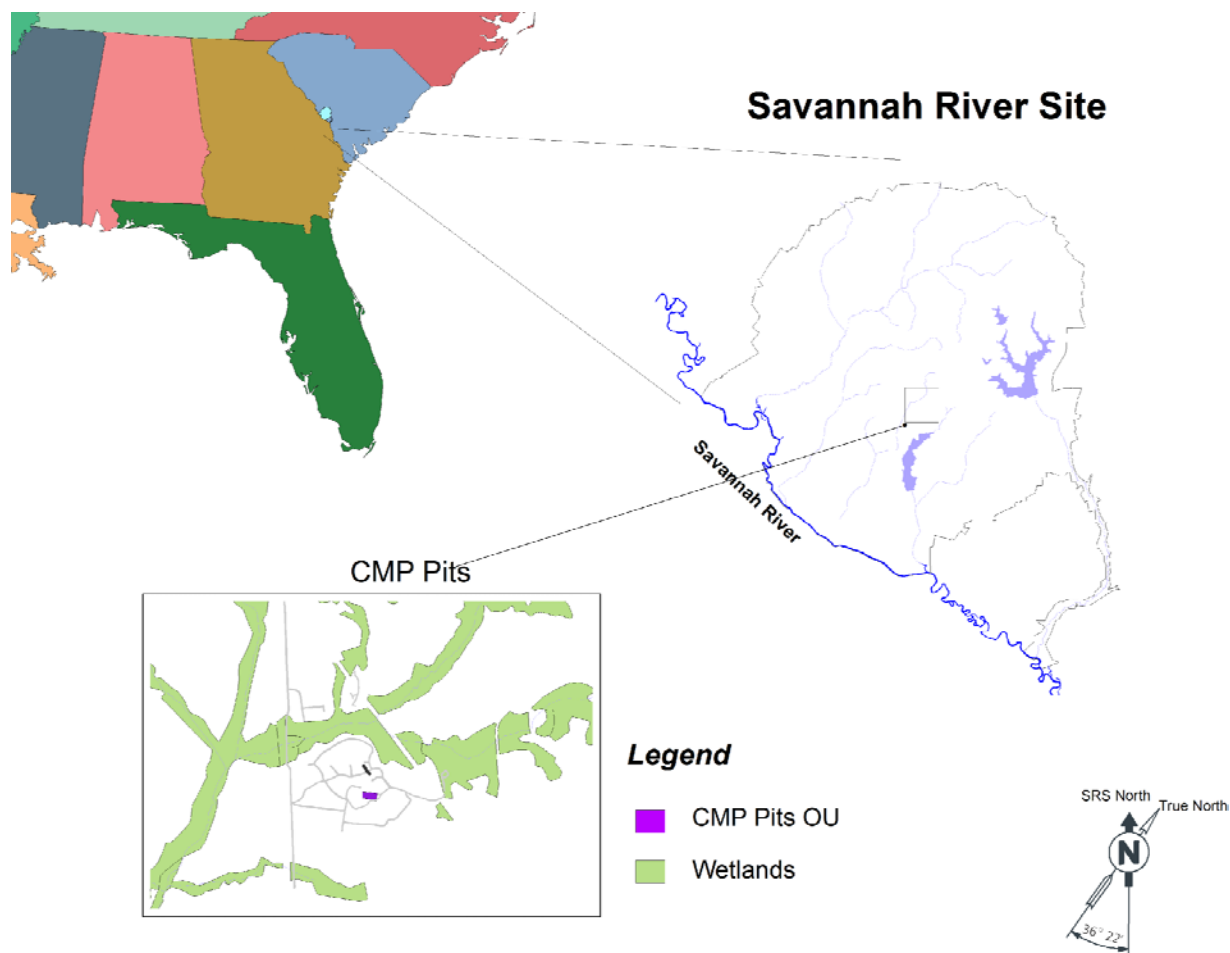 Savannah River Site
Savannah River
CMP Pits
Legend
CMP Pits OU
Wetlands
SRS North
True North
N
36° 22'